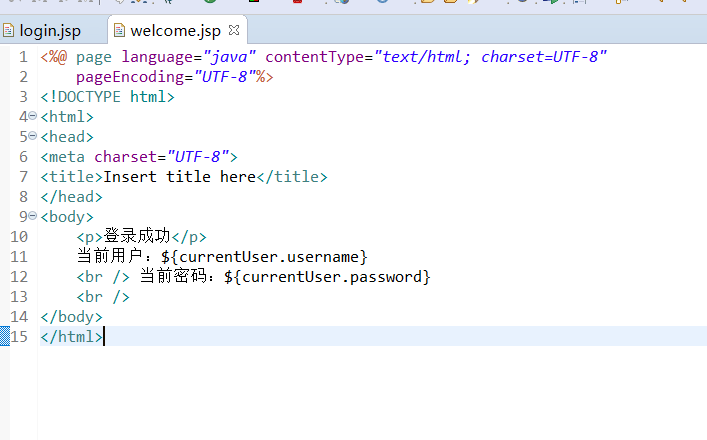 login.jsp welcome.jsp
1 <%@ page language="java" contentType="text/html; charset=UTF-8"
2     pageEncoding="UTF-8"%>
3 <!DOCTYPE html>
4 <html>
5 <head>
6 <meta charset="UTF-8">
7 <title>Insert title here</title>
8 </head>
9 <body>
10     <p>登录成功</p>
11     当前用户：${currentUser.username}
12     <br /> 当前密码：${currentUser.password}
13     <br />
14 </body>
15 </html>